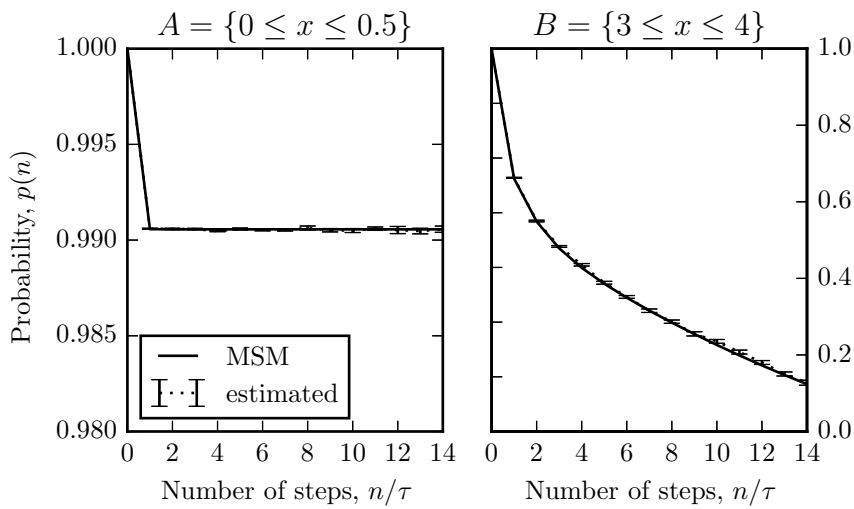 A = {0 ≤ x ≤ 0.5}
B = {3 ≤ x ≤ 4}
Probability, p(n)
1.000
0.995
0.990
0.985
0.980
MSM
estimated
0 2 4 6 8 10 12 14
Number of steps, n/τ
0 2 4 6 8 10 12 14
Number of steps, n/τ
1.0
0.8
0.6
0.4
0.2
0.0